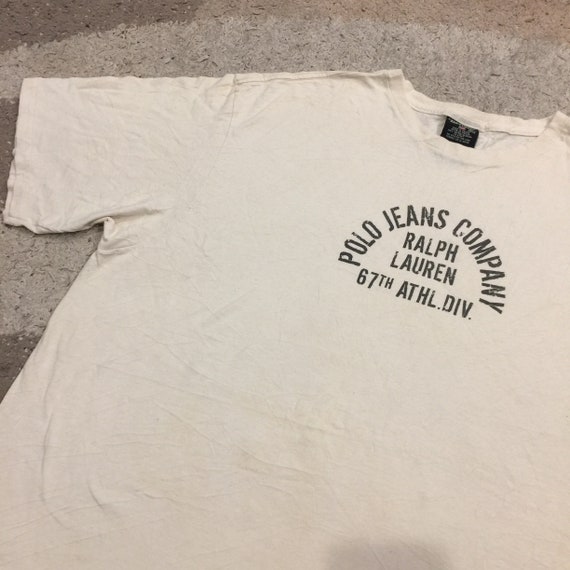 POLO JEANS COMPANY
RALPH
LAUREN
67TH ATHL.DIV.